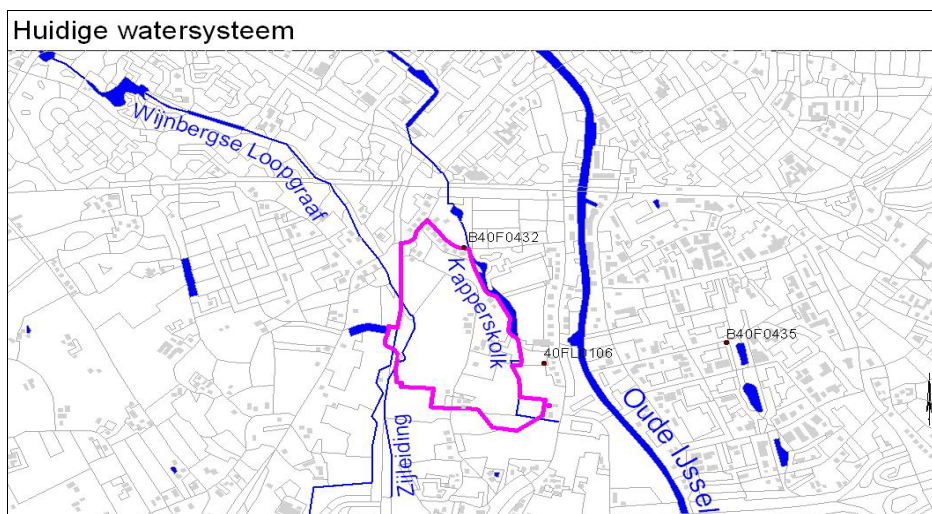 Huidige watersysteem
Wijnbergse Loopgraaf
B40F0432
Kapperskolk
B40F0435
40FL0106
Oude IJssel
Zijleiding